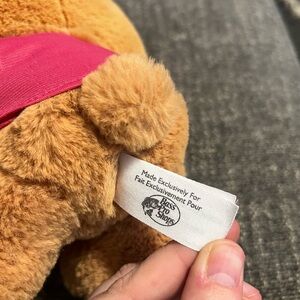 Made Exclusively For
Fait Exclusivement Pour
Bass
Pro
Shops